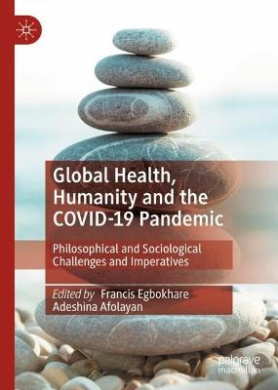 Global Health,
Humanity and the
COVID-19 Pandemic
Philosophical and Sociological
Challenges and Imperatives
Edited by Francis Egbokhare
Adeshina Afolayan
palgrave
macmillan